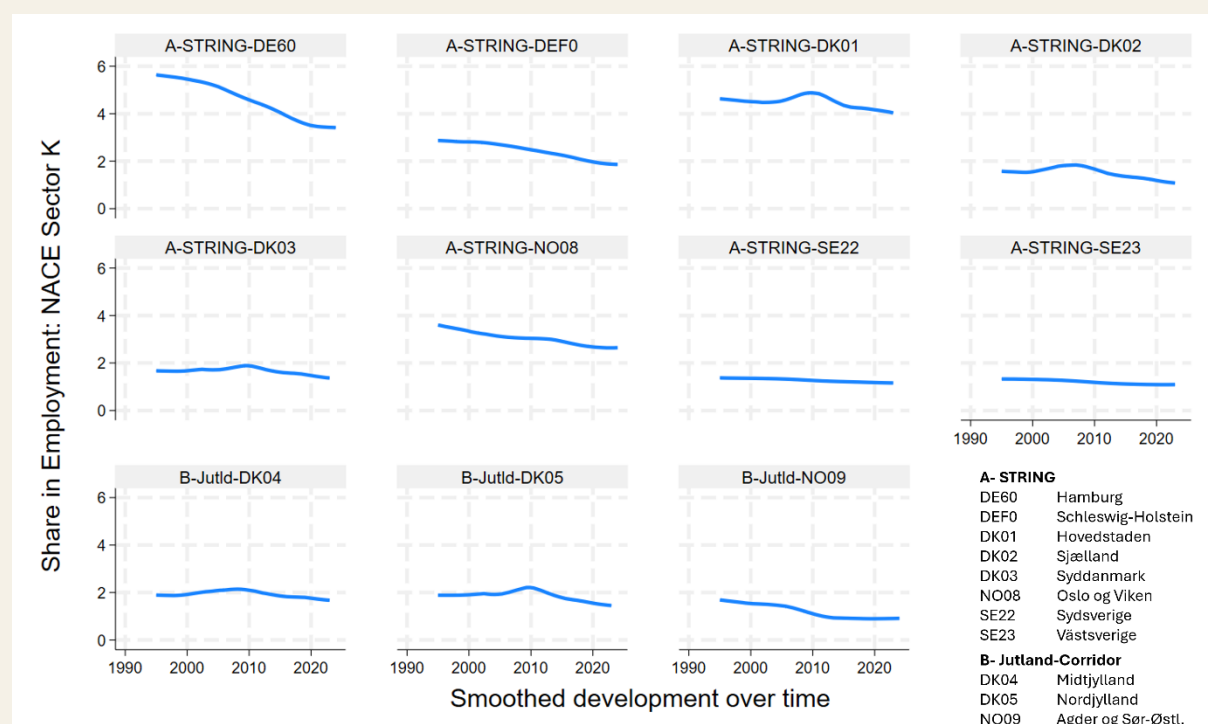 A-STRING-DE60
A-STRING-DEF0
A-STRING-DK01
A-STRING-DK02
6
4
2
0
A-STRING-DK03
A-STRING-NO08
A-STRING-SE22
A-STRING-SE23
6
4
2
0
1990 2000 2010 2020
B-Jutld-DK04
B-Jutld-DK05
B-Jutld-NO09
6
4
2
0
1990 2000 2010 2020
1990 2000 2010 2020
1990 2000 2010 2020
Share in Employment: NACE Sector K
Smoothed development over time
A- STRING
DE60 Hamburg
DEF0 Schleswig-Holstein
DK01 Hovedstaden
DK02 Sjælland
DK03 Syddanmark
NO08 Oslo og Viken
SE22 Sydsverige
SE23 Västsverige
B- Jutland-Corridor
DK04 Midtjylland
DK05 Nordjylland
NO09 Agder og Sør-Østl.